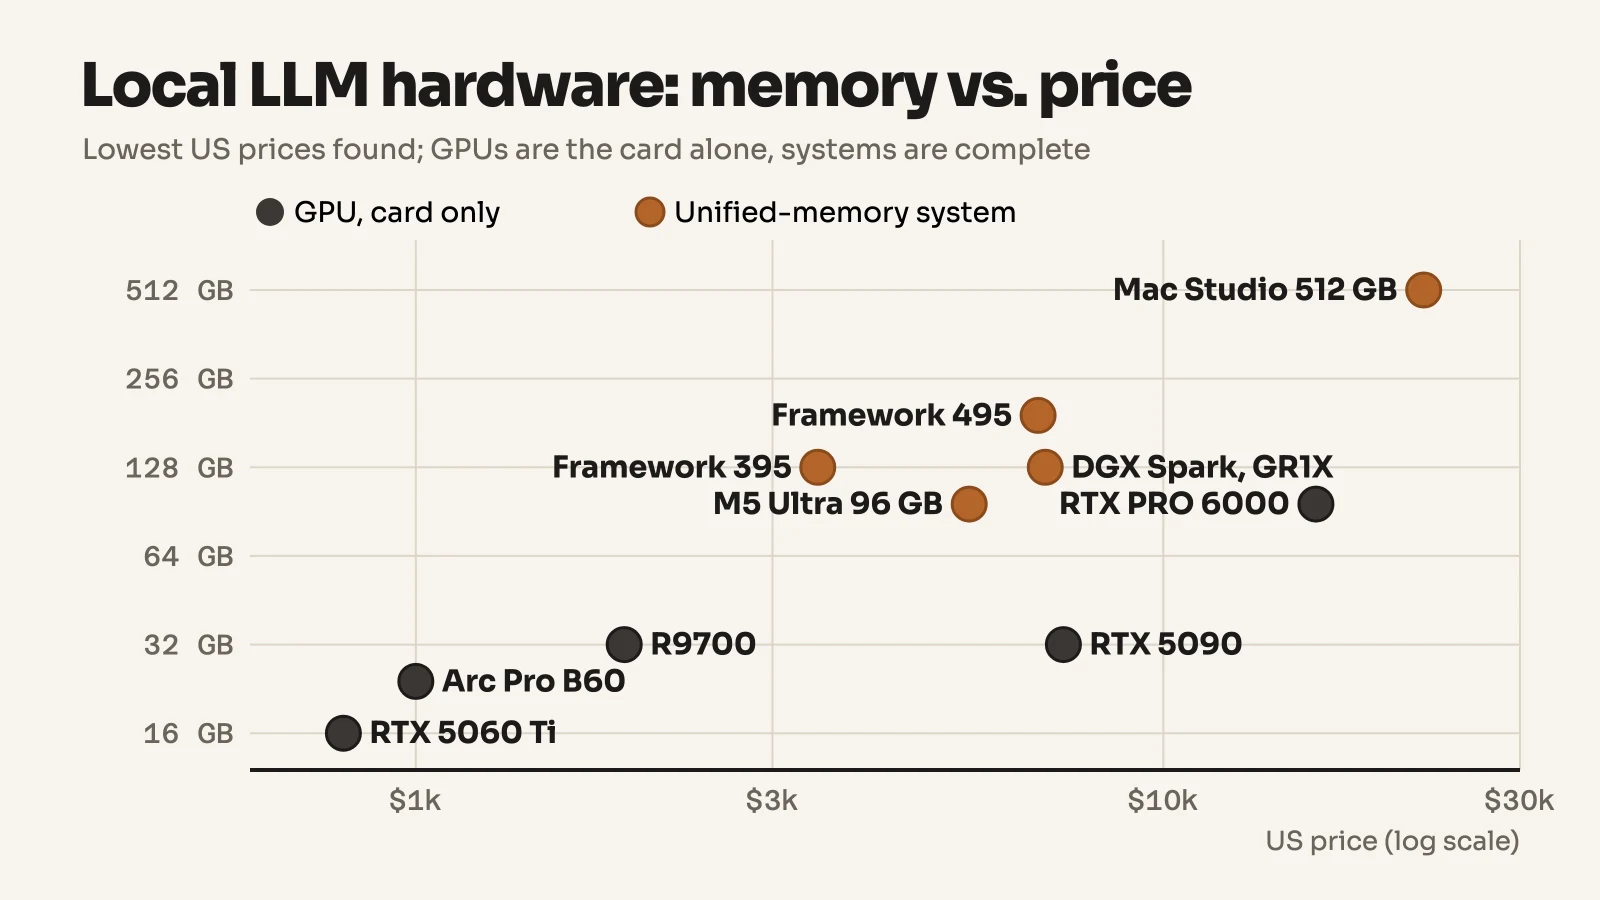 Local LLM hardware: memory vs. price
Lowest US prices found; GPUs are the card alone, systems are complete
GPU, card only
Unified-memory system
512 GB
Mac Studio 512 GB
256 GB
Framework 495
128 GB
Framework 395
DGX Spark, GR1X
M5 Ultra 96 GB
RTX PRO 6000
64 GB
32 GB
R9700
RTX 5090
Arc Pro B60
16 GB
RTX 5060 Ti
$1k
$3k
$10k
$30k
US price (log scale)